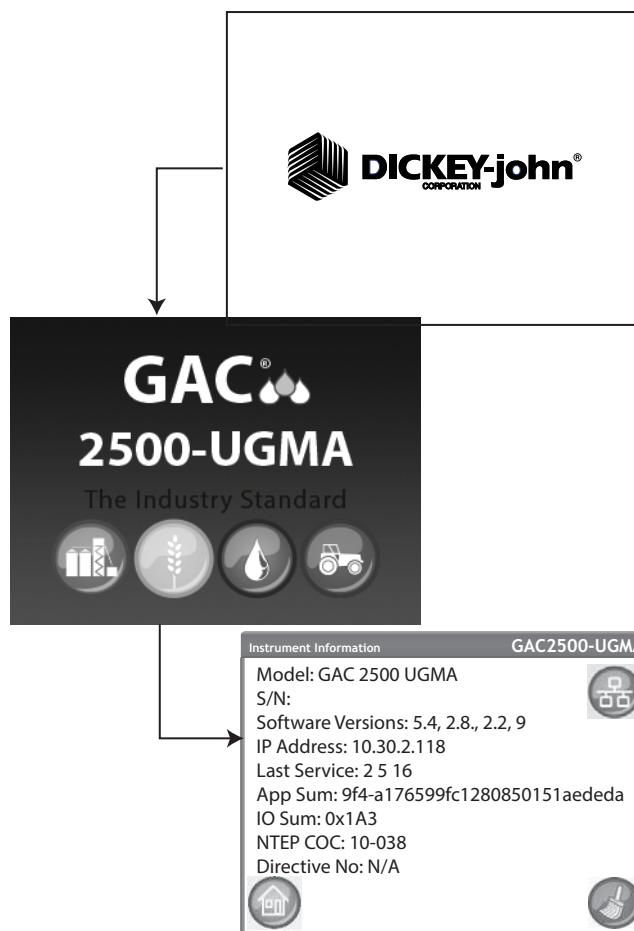 DICKEY-john®
CORPORATION
GAC®
2500-UGMA
The Industry Standard
Instrument Information GAC2500-UGMA
Model: GAC 2500 UGMA
S/N:
Software Versions: 5.4, 2.8., 2.2, 9
IP Address: 10.30.2.118
Last Service: 2 5 16
App Sum: 9f4-a176599fc1280850151aededa
IO Sum: 0x1A3
NTEP COC: 10-038
Directive No: N/A